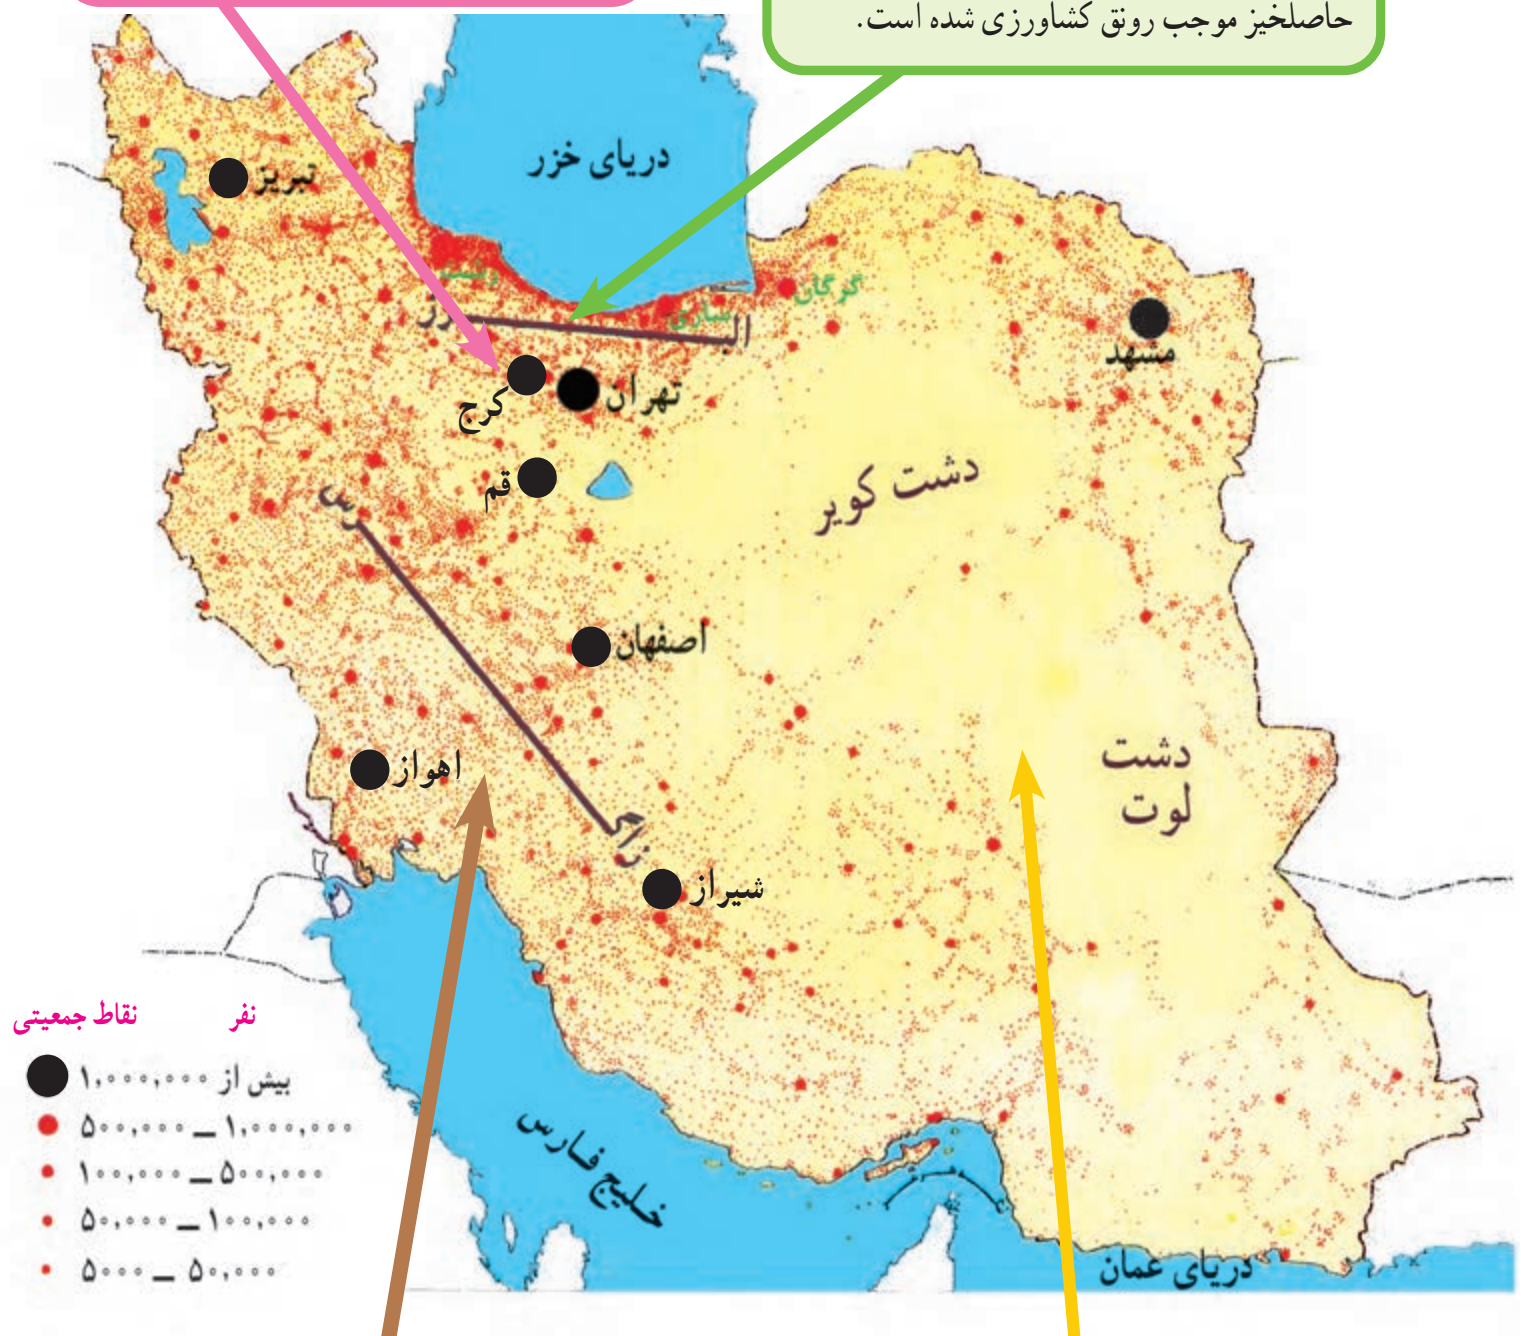 حاصلخیز موجب رونق کشاورزی شده است.
دریای خزر
تبریز
رشت
گرگان
ساری
البرز
مشهد
تهران
کرج
قم
دشت کویر
زاگرس
اصفهان
اهواز
دشت
لوت
شیراز
نقاط جمعیتی نفر
بیش از ۱,۰۰۰,۰۰۰
۵۰۰,۰۰۰ – ۱,۰۰۰,۰۰۰
۱۰۰,۰۰۰ – ۵۰۰,۰۰۰
۵۰,۰۰۰ – ۱۰۰,۰۰۰
۵۰۰۰ – ۵۰,۰۰۰
خلیج فارس
دریای عمان